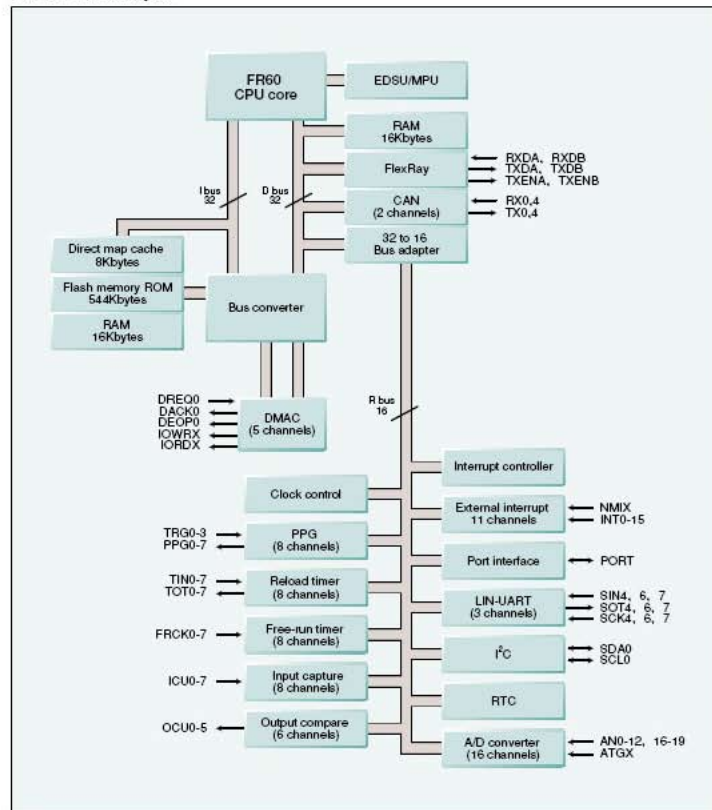 FR60
CPU core
EDSU/MPU
RAM
16Kbytes
FlexRay
RXDA, RXDB
TXDA, TXDB
TXENA, TXENB
I bus
32
D bus
32
CAN
(2 channels)
RX0,4
TX0,4
32 to 16
Bus adapter
Direct map cache
8Kbytes
Flash memory ROM
544Kbytes
RAM
16Kbytes
Bus converter
DREQ0
DACK0
DEOP0
IOWRX
IORDX
DMAC
(5 channels)
R bus
16
Interrupt controller
Clock control
External interrupt
11 channels
NMIX
INT0-15
TRG0-3
PPG0-7
PPG
(8 channels)
Port interface
PORT
TIN0-7
TOT0-7
Reload timer
(8 channels)
LIN-UART
(3 channels)
SIN4, 6, 7
SOT4, 6, 7
SCK4, 6, 7
FRCK0-7
Free-run timer
(8 channels)
I²C
SDA0
SCL0
ICU0-7
Input capture
(8 channels)
RTC
OCU0-5
Output compare
(6 channels)
A/D converter
(16 channels)
AN0-12, 16-19
ATGX